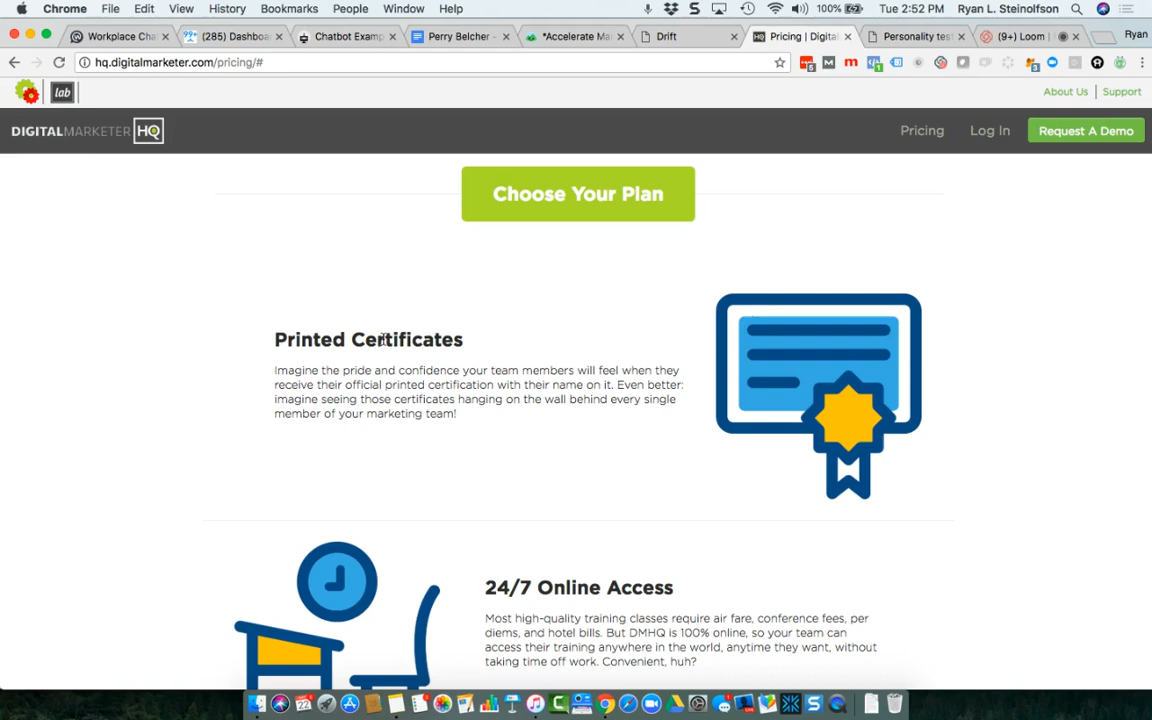 Chrome File Edit View History Bookmarks People Window Help 100% Tue 2:52 PM Ryan L. Steinolfson
Workplace Cha (285) Dashboa Chatbot Examp Perry Belcher - *Accelerate Ma Drift Pricing | Digita Personality test (9+) Loom | Ryan
hq.digitalmarketer.com/pricing/#
lab About Us Support
DIGITALMARKETER HQ Pricing Log In Request A Demo
Choose Your Plan
Printed Certificates
Imagine the pride and confidence your team members will feel when they
receive their official printed certification with their name on it. Even better:
imagine seeing those certificates hanging on the wall behind every single
member of your marketing team!
24/7 Online Access
Most high-quality training classes require air fare, conference fees, per
diems, and hotel bills. But DMHQ is 100% online, so your team can
access their training anywhere in the world, anytime they want, without
taking time off work. Convenient, huh?